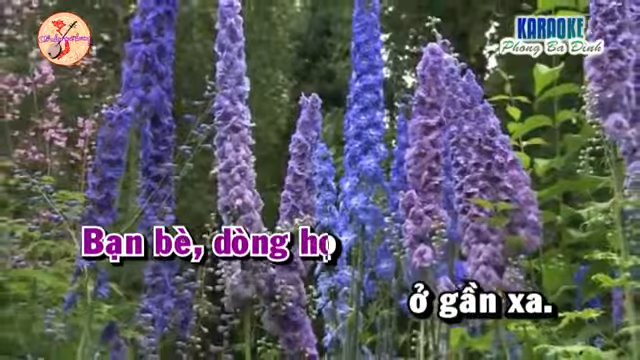 KARAOKE
Phong Ba Đình
Bạn bè, dòng họ
ở gần xa.